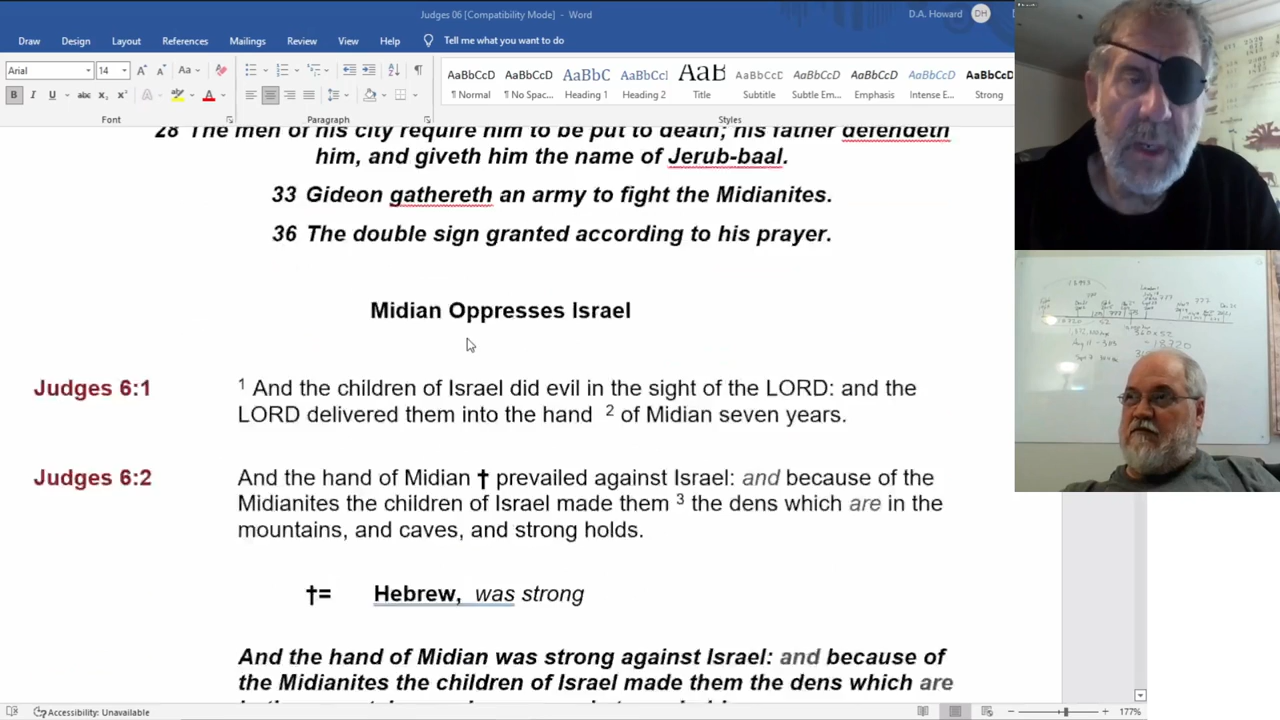 Judges 06 [Compatibility Mode] - Word
D.A. Howard DH
Draw Design Layout References Mailings Review View Help Tell me what you want to do
Arial 14 Aa
AaBbCcD AaBbCcD AaBbC AaBbCcD AaB AaBbCcD AaBbCcD AaBbCcD AaBbCcD AaBbCcD
B I U abc x₂ x² A A
¶ Normal ¶ No Spac... Heading 1 Heading 2 Title Subtitle Subtle Em... Emphasis Intense E... Strong
Font Paragraph Styles
28 The men of his city require him to be put to death; his father defendeth
him, and giveth him the name of Jerub-baal.
33 Gideon gathereth an army to fight the Midianites.
36 The double sign granted according to his prayer.
Midian Oppresses Israel
Judges 6:1 ¹ And the children of Israel did evil in the sight of the LORD: and the
LORD delivered them into the hand ² of Midian seven years.
Judges 6:2 And the hand of Midian † prevailed against Israel: and because of the
Midianites the children of Israel made them ³ the dens which are in the
mountains, and caves, and strong holds.
†= Hebrew, was strong
And the hand of Midian was strong against Israel: and because of
the Midianites the children of Israel made them the dens which are
Accessibility: Unavailable 177%